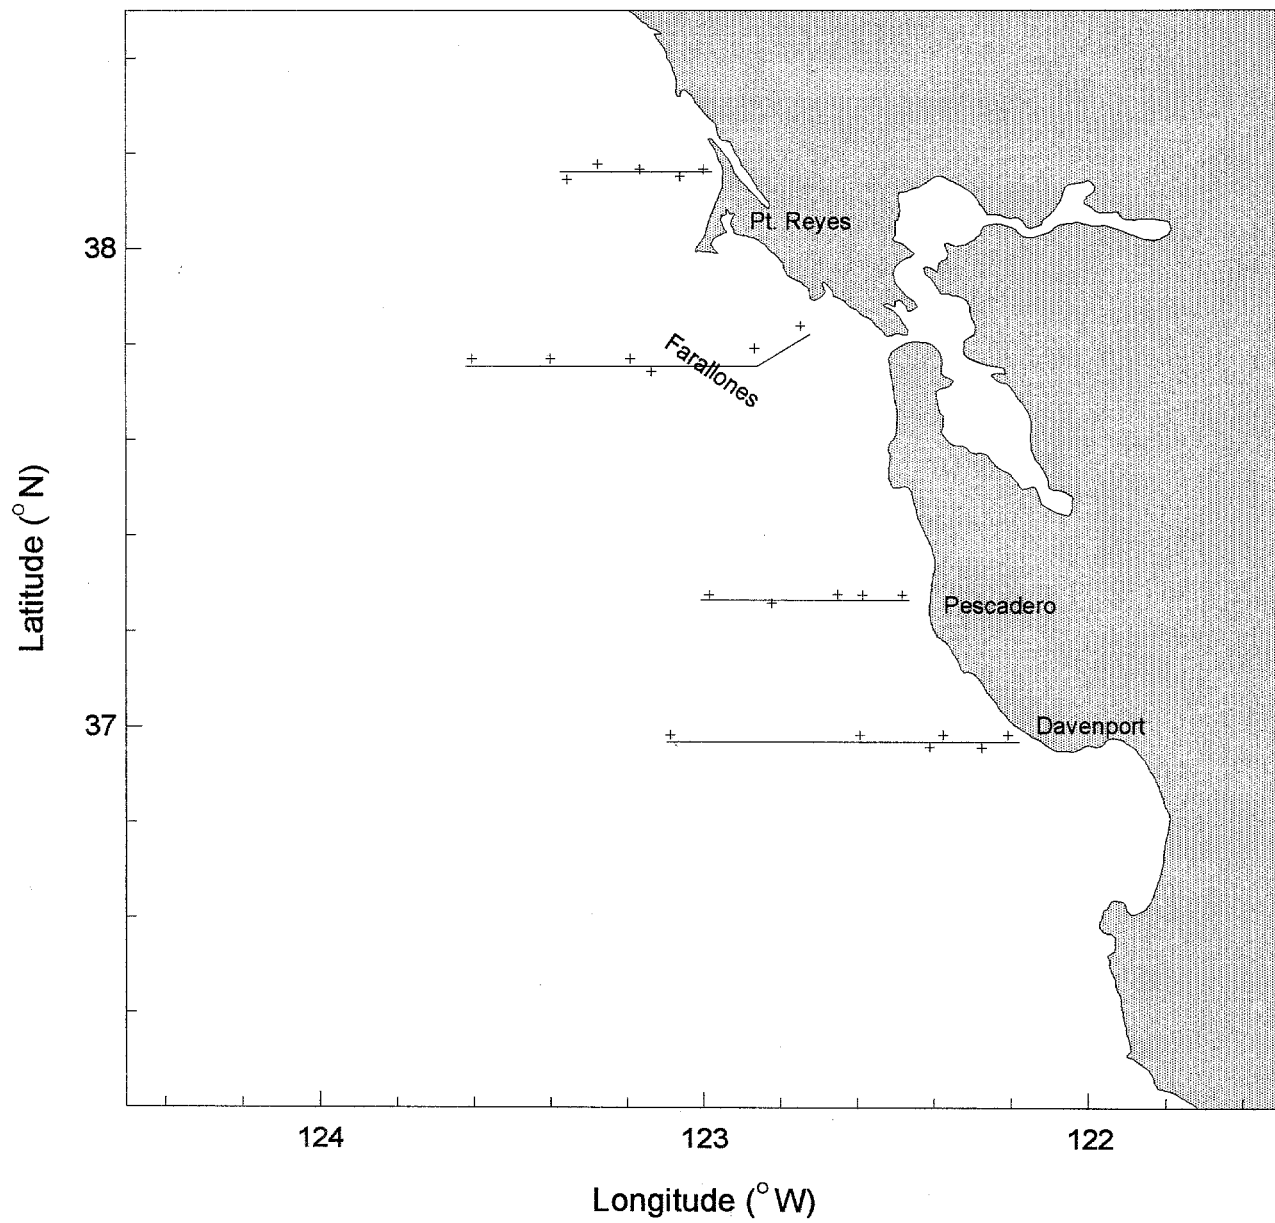 Pt. Reyes
38
Farallones
Latitude (°N)
Pescadero
37
Davenport
124
123
122
Longitude (°W)